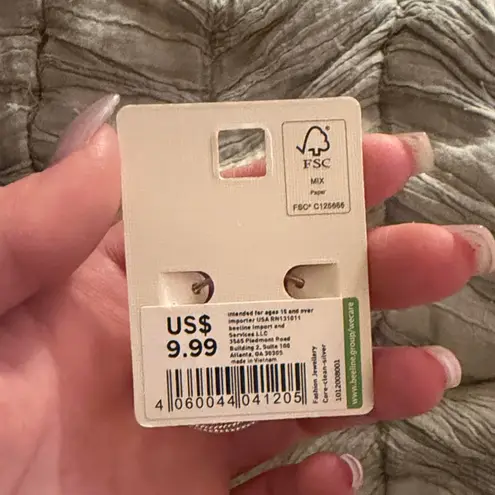 FSC
MIX
Paper
FSC® C125666
US$
9.99
intended for ages 15 and over
importer USA RN131011
beeline Import and
Services LLC
3565 Piedmont Road
Building 2, Suite 100
Atlanta, GA 30305
made in Vietnam
4 060044 041205
Fashion Jewellery
Care-clean-silver
1012008001
www.beeline.group/wecare